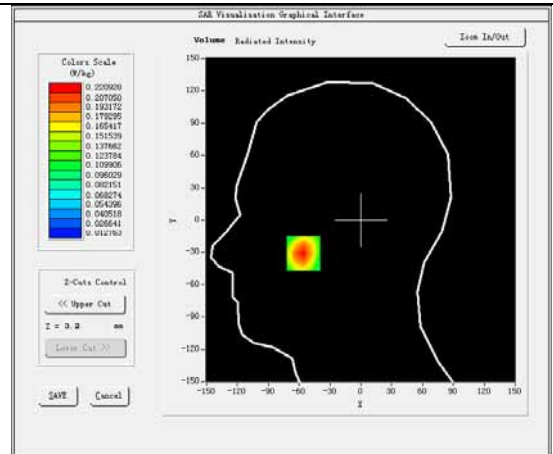 SAR Visualisation Graphical Interface
Volume Radiated Intensity
Zoom In/Out
Colors Scale
(W/kg)
0.220920
0.207050
0.193172
0.179295
0.165417
0.151539
0.137662
0.123784
0.109906
0.096029
0.082151
0.068274
0.054396
0.040518
0.026641
0.012763
150
120
90
60
30
0
-30
-60
-90
-120
-150
Y
-150 -120 -90 -60 -30 0 30 60 90 120 150
X
Z-Cuts Control
<< Upper Cut
Z = 3.2 mm
Lower Cut >>
SAVE Cancel